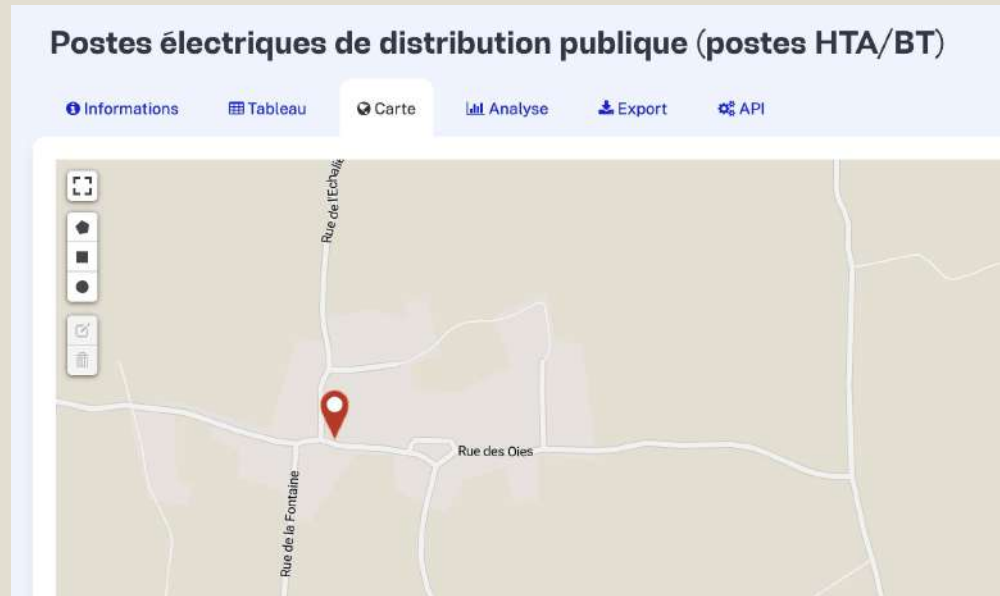 Postes électriques de distribution publique (postes HTA/BT)
Informations
Tableau
Carte
Analyse
Export
API
Rue de l'Echalie
Rue des Oies
Rue de la Fontaine